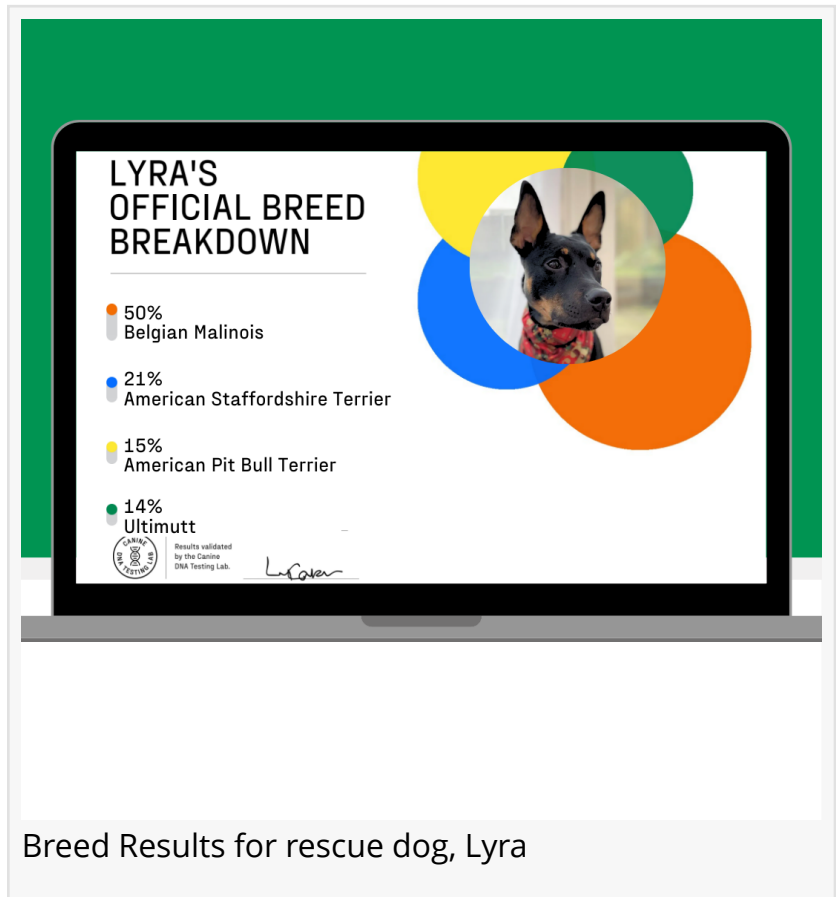 LYRA'S
OFFICIAL BREED
BREAKDOWN
50%
Belgian Malinois
21%
American Staffordshire Terrier
15%
American Pit Bull Terrier
14%
Ultimutt
CANINE
DNA TESTING LAB
Results validated
by the Canine
DNA Testing Lab.
Breed Results for rescue dog, Lyra